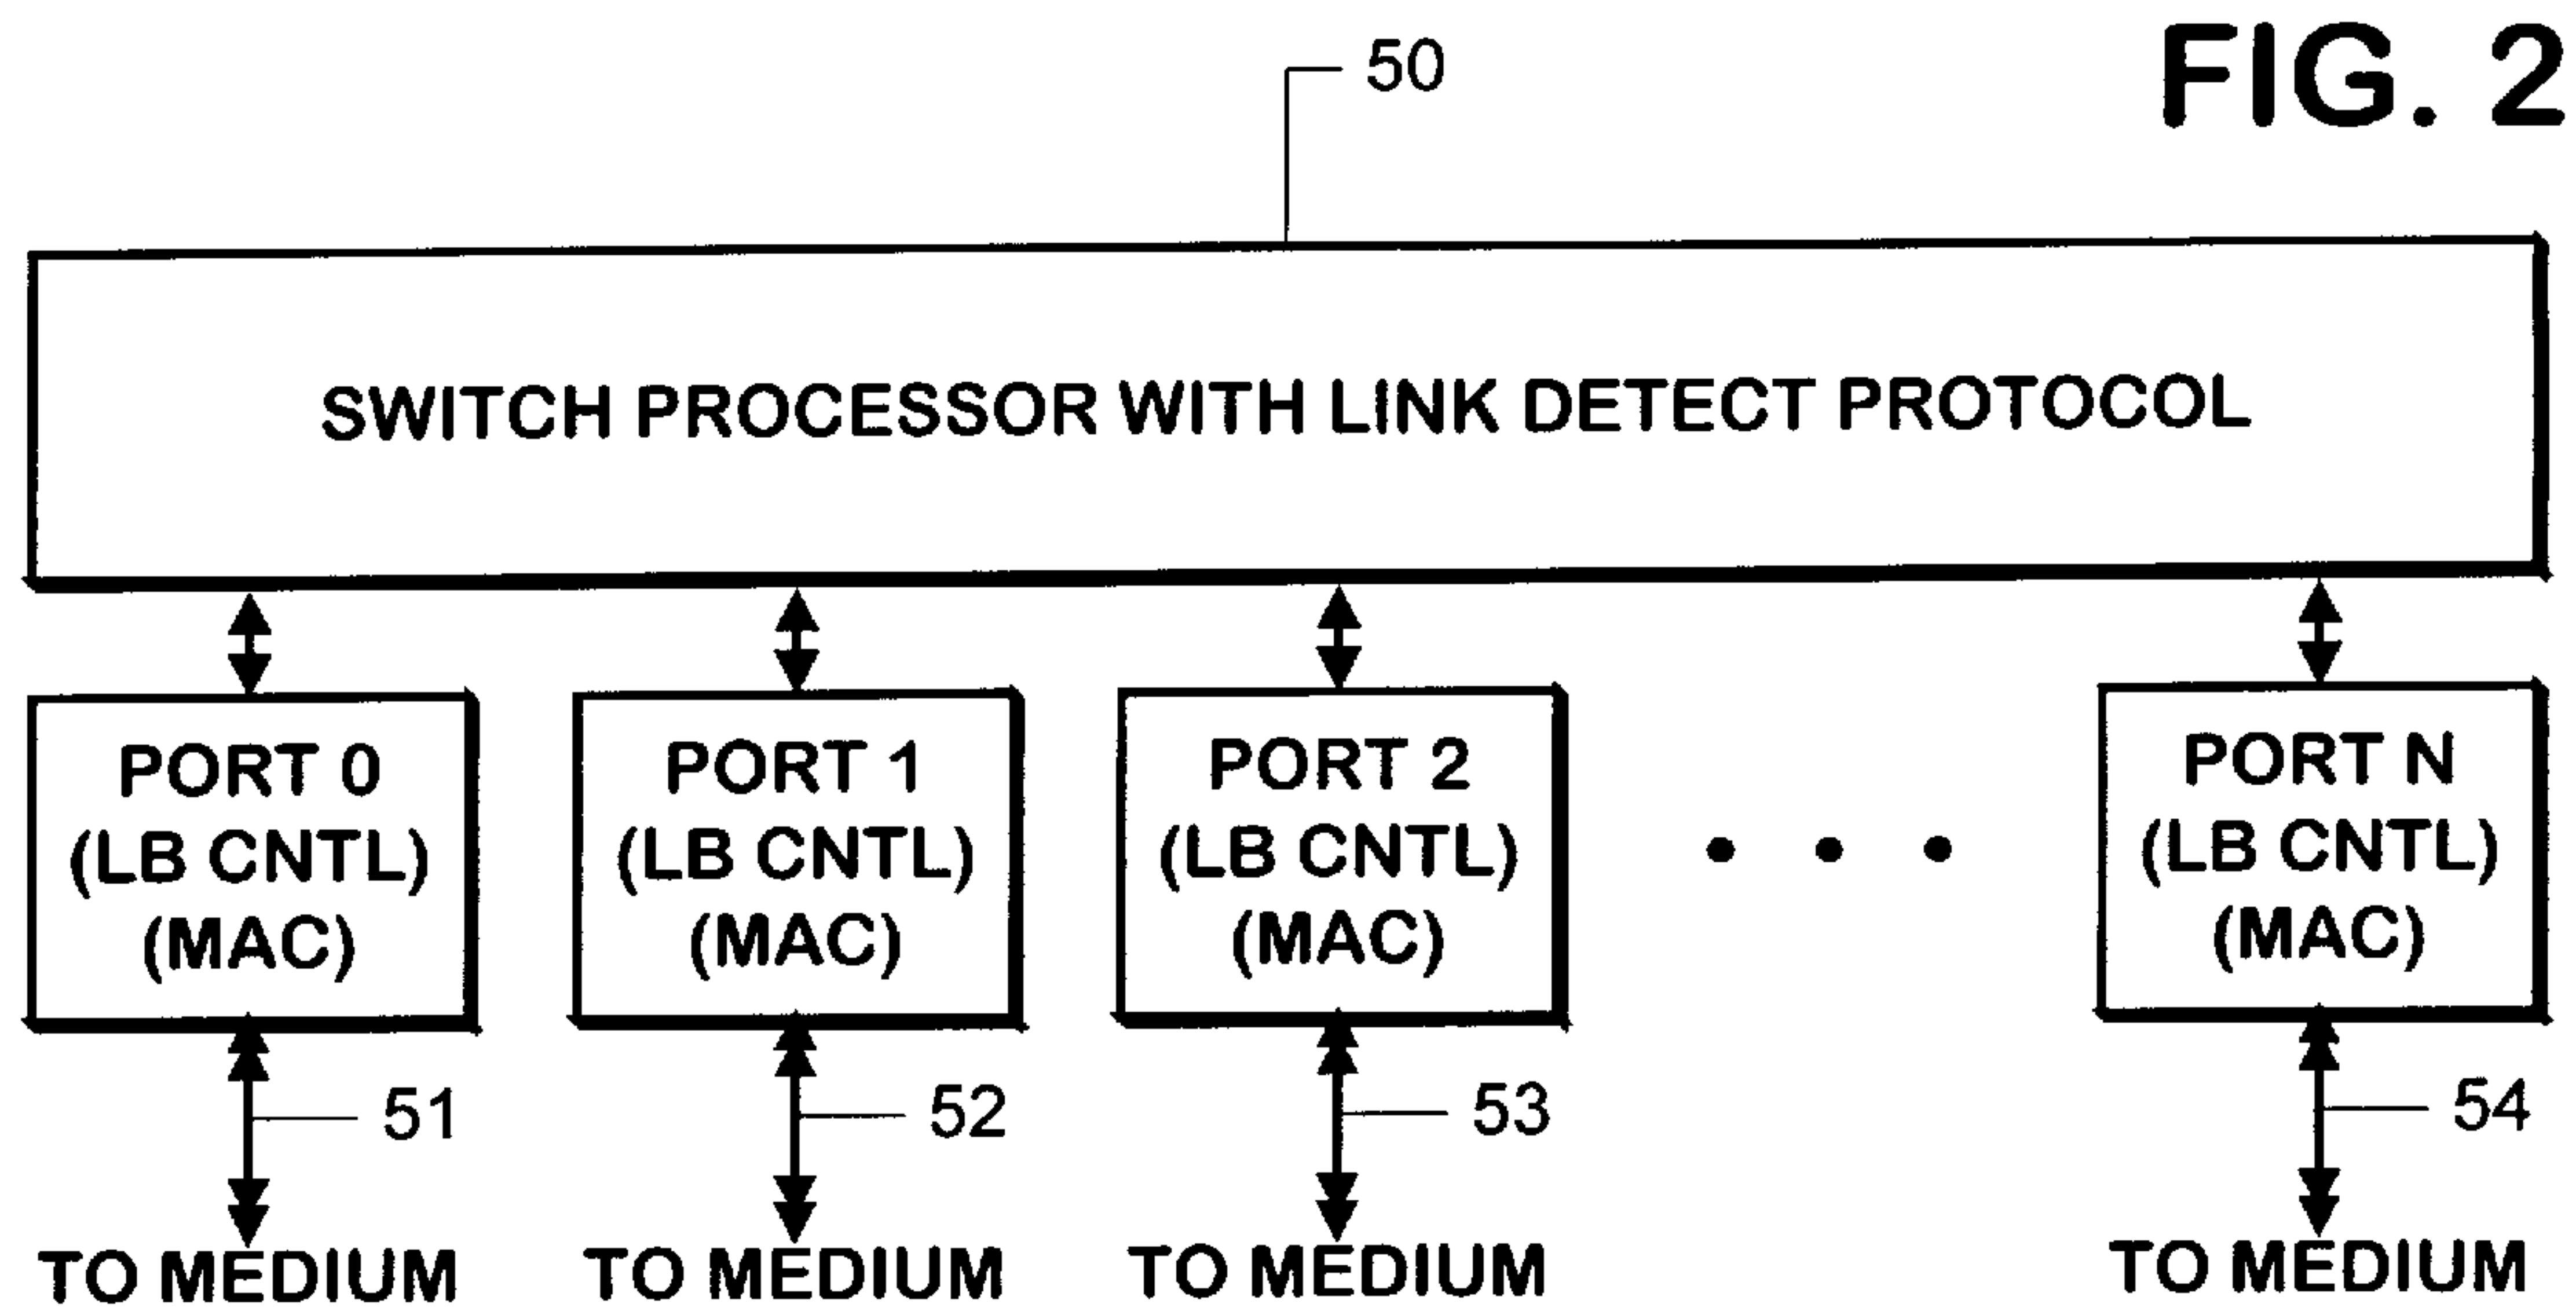 FIG. 2
50
SWITCH PROCESSOR WITH LINK DETECT PROTOCOL
PORT 0
(LB CNTL)
(MAC)
PORT 1
(LB CNTL)
(MAC)
PORT 2
(LB CNTL)
(MAC)
• • •
PORT N
(LB CNTL)
(MAC)
51
52
53
54
TO MEDIUM
TO MEDIUM
TO MEDIUM
TO MEDIUM